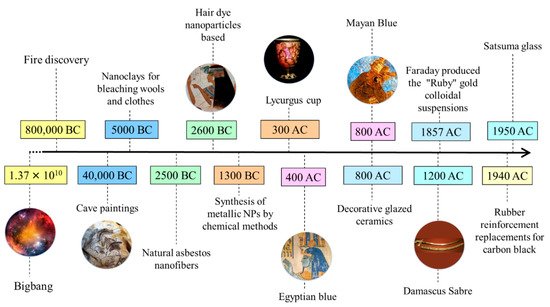 Hair dye
nanoparticles
based
Mayan Blue
Satsuma glass
Fire discovery
Nanoclays for
bleaching wools
and clothes
Lycurgus cup
Faraday produced
the "Ruby" gold
colloidal
suspensions
800,000 BC
5000 BC
2600 BC
300 AC
800 AC
1857 AC
1950 AC
1.37 × 10¹⁰
40,000 BC
2500 BC
1300 BC
400 AC
800 AC
1200 AC
1940 AC
Bigbang
Cave paintings
Natural asbestos
nanofibers
Synthesis of
metallic NPs by
chemical methods
Egyptian blue
Decorative glazed
ceramics
Damascus Sabre
Rubber
reinforcement
replacements for
carbon black